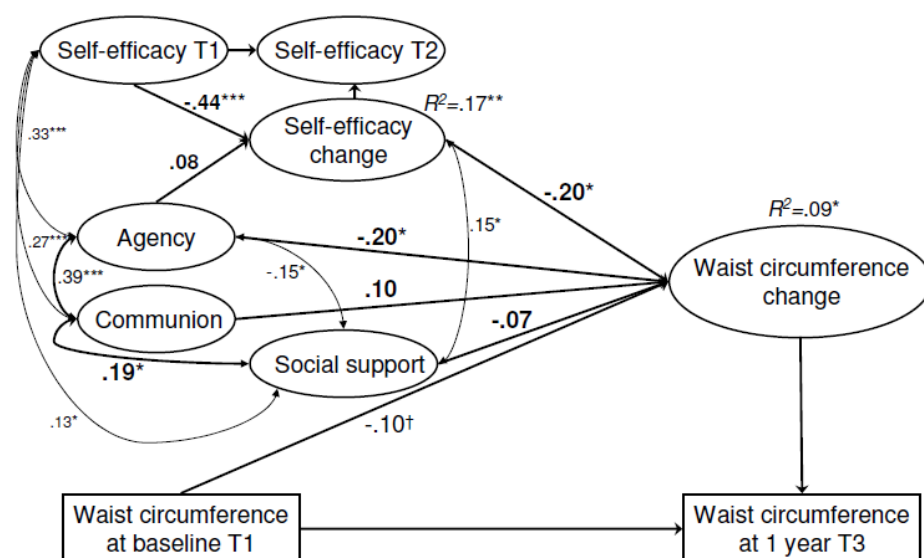 Self-efficacy T1
Self-efficacy T2
-.44***
R²=.17**
Self-efficacy
change
.33***
.08
-.20*
R²=.09*
Agency
.15*
-.20*
.27***
.39***
-.15*
Waist circumference
change
.10
Communion
-.07
Social support
.19*
-.10†
.13*
Waist circumference
at baseline T1
Waist circumference
at 1 year T3